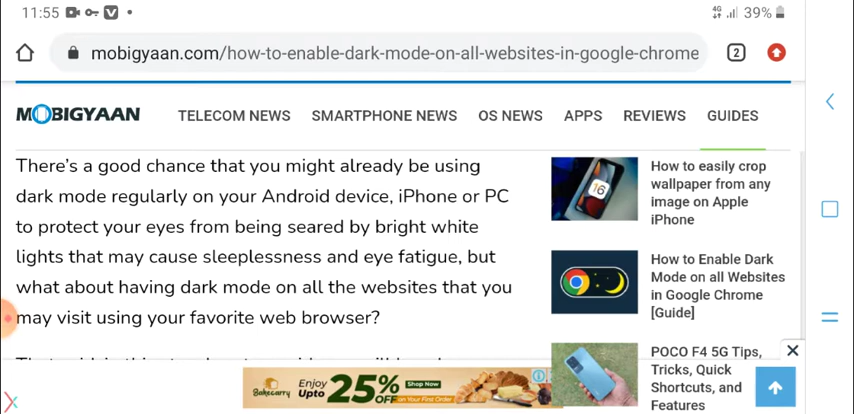 11:55
4G 39%
mobigyaan.com/how-to-enable-dark-mode-on-all-websites-in-google-chrome
2
MOBIGYAAN TELECOM NEWS SMARTPHONE NEWS OS NEWS APPS REVIEWS GUIDES
There's a good chance that you might already be using
dark mode regularly on your Android device, iPhone or PC
to protect your eyes from being seared by bright white
lights that may cause sleeplessness and eye fatigue, but
what about having dark mode on all the websites that you
may visit using your favorite web browser?
16
How to easily crop
wallpaper from any
image on Apple
iPhone
How to Enable Dark
Mode on all Websites
in Google Chrome
[Guide]
POCO F4 5G Tips,
Tricks, Quick
Shortcuts, and
Features
Bakecarry
Enjoy
Upto
25%
OFF
Shop Now
on Your First Order